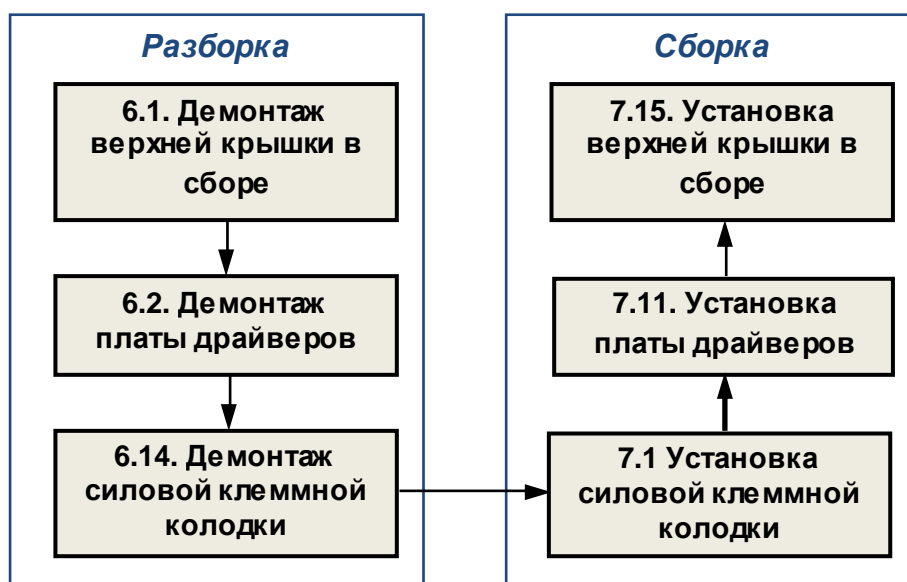 Разборка
6.1. Демонтаж
верхней крышки в
сборе
6.2. Демонтаж
платы драйверов
6.14. Демонтаж
силовой клеммной
колодки
Сборка
7.15. Установка
верхней крышки в
сборе
7.11. Установка
платы драйверов
7.1 Установка
силовой клеммной
колодки